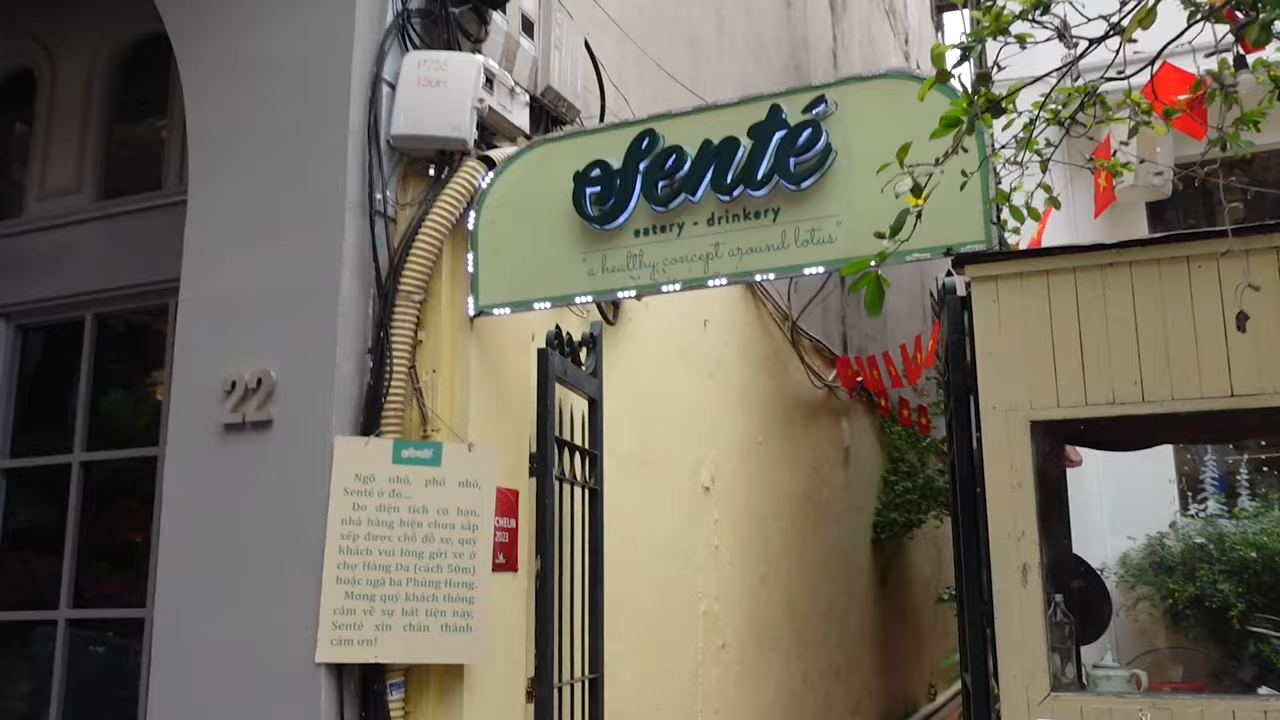 Senté
eatery - drinkery
"a healthy concept around lotus"
22
Senté
Ngõ nhỏ, phố nhỏ,
Senté ở đó...
Do diện tích có hạn,
nhà hàng hiện chưa sắp
xếp được chỗ đỗ xe, quý
khách vui lòng gửi xe ở
chợ Hàng Da (cách 50m)
hoặc ngã ba Phùng Hưng.
Mong quý khách thông
cảm về sự bất tiện này,
Senté xin chân thành
cảm ơn!
CHELIN
2023